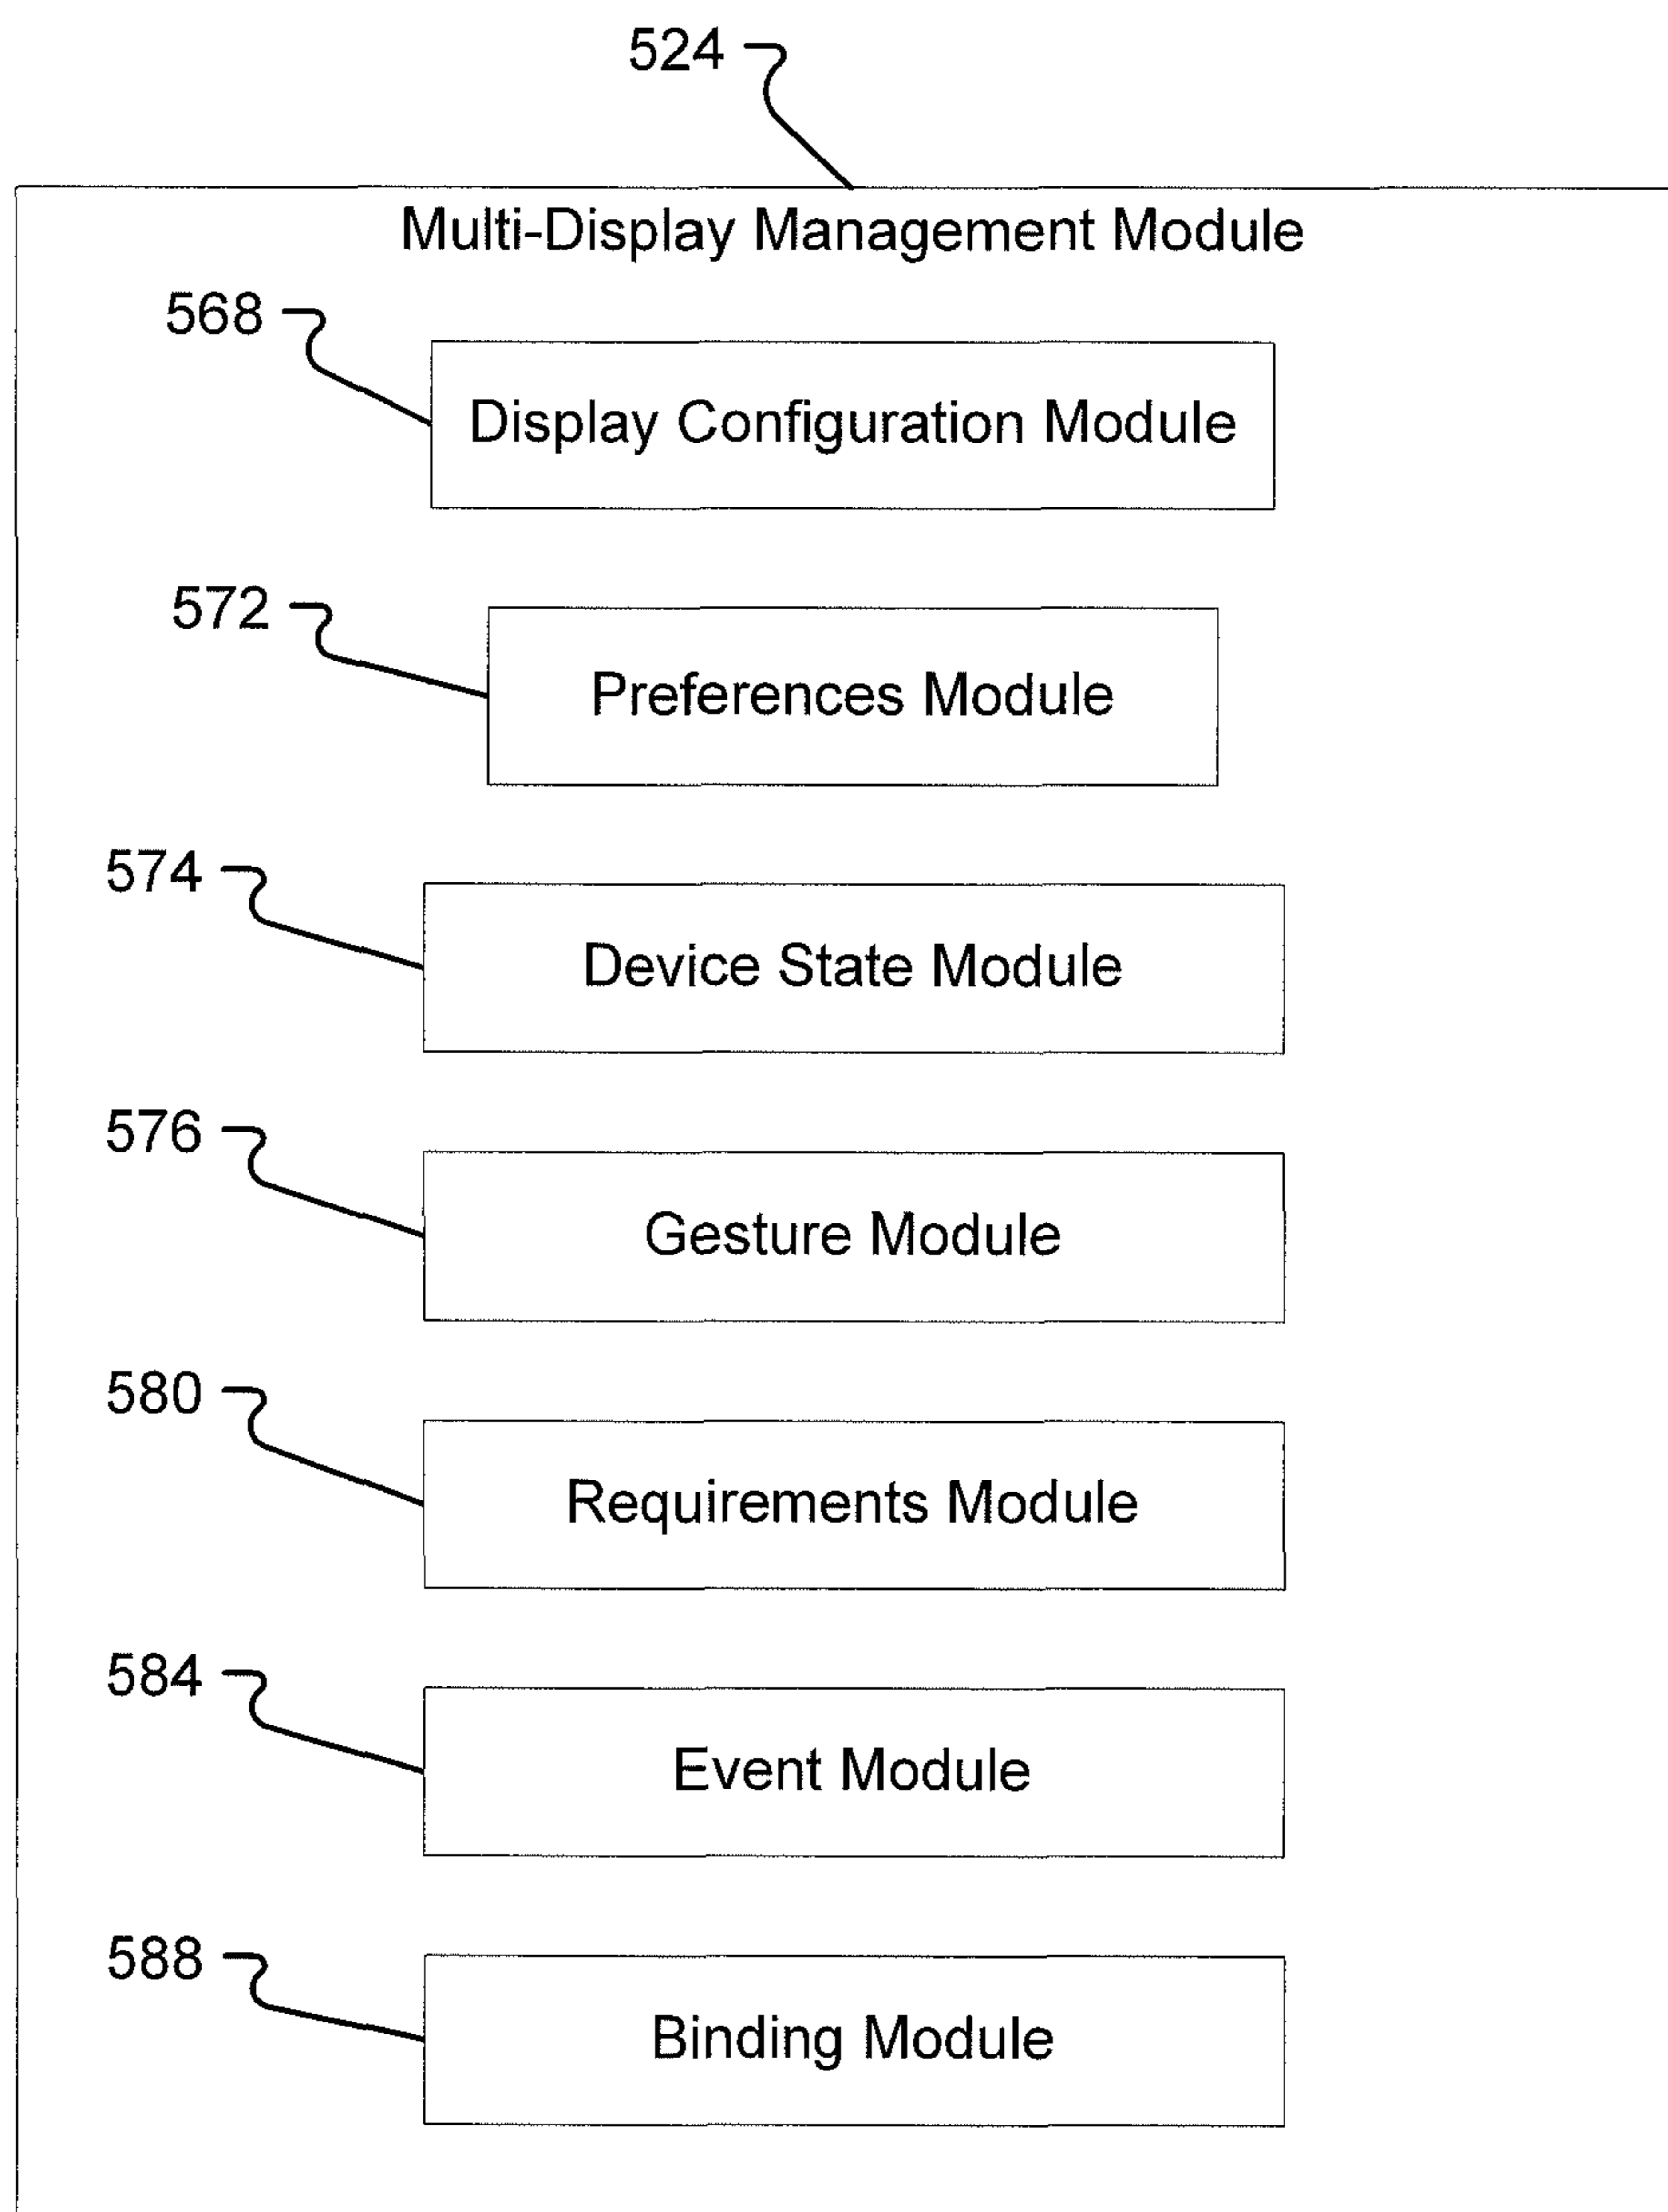 524
Multi-Display Management Module
568
Display Configuration Module
572
Preferences Module
574
Device State Module
576
Gesture Module
580
Requirements Module
584
Event Module
588
Binding Module